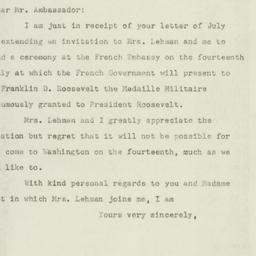 ar Mr. Ambassador:
I am just in receipt of your letter of July
extending an invitation to Mrs. Lehman and me to
d a ceremony at the French Embassy on the fourteenth
ly at which the French Government will present to
Franklin D. Roosevelt the Medaille Militaire
umously granted to President Roosevelt.
Mrs. Lehman and I greatly appreciate the
ation but regret that it will not be possible for
come to Washington on the fourteenth, much as we
like to.
With kind personal regards to you and Madame
t in which Mrs. Lehman joins me, I am
Yours very sincerely,